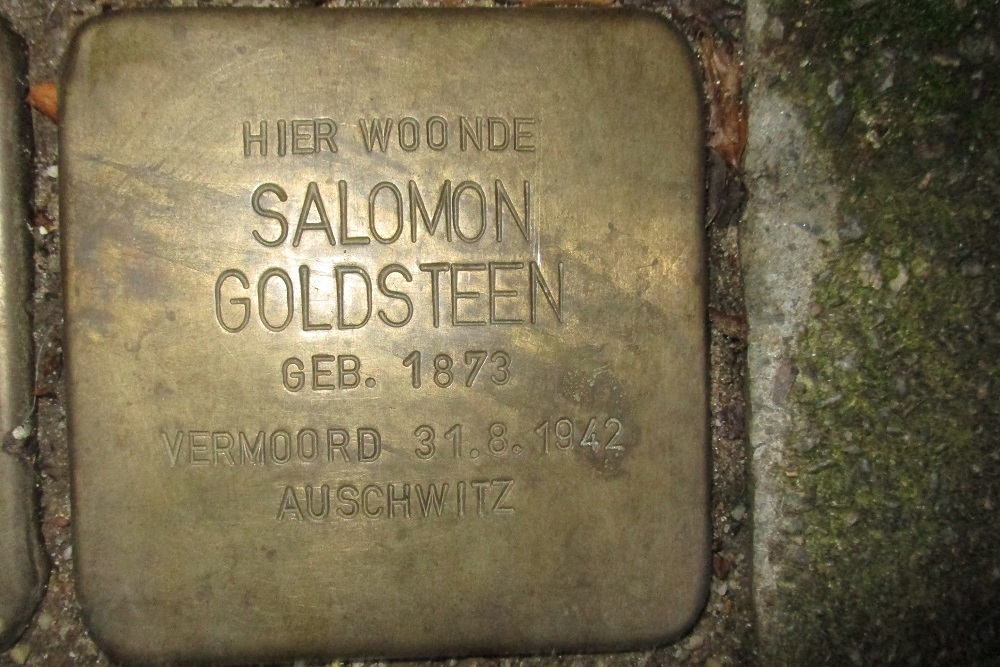 HIER WOONDE
SALOMON
GOLDSTEEN
GEB. 1873
VERMOORD 31.8.1942
AUSCHWITZ